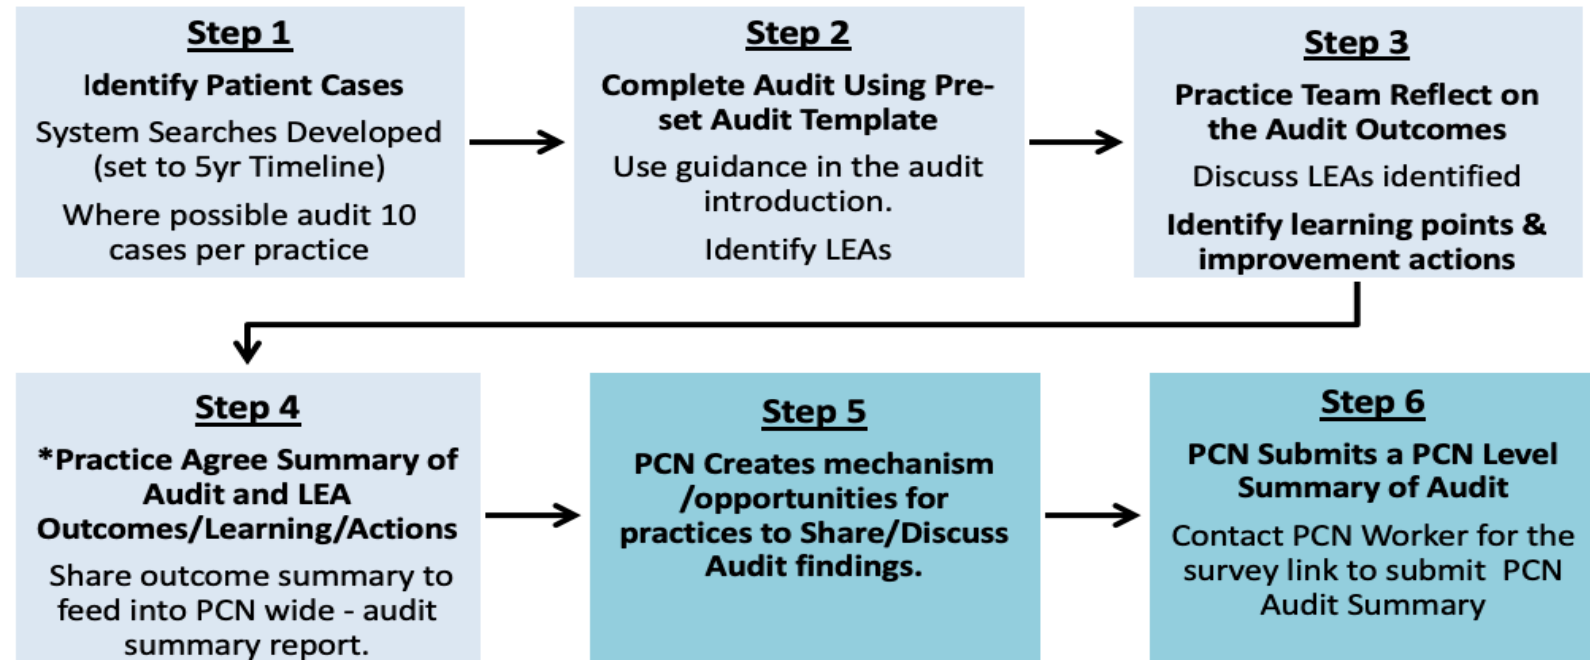 Step 1
Identify Patient Cases
System Searches Developed
(set to 5yr Timeline)
Where possible audit 10
cases per practice
Step 2
Complete Audit Using Pre-
set Audit Template
Use guidance in the audit
introduction.
Identify LEAs
Step 3
Practice Team Reflect on
the Audit Outcomes
Discuss LEAs identified
Identify learning points &
improvement actions
Step 4
*Practice Agree Summary of
Audit and LEA
Outcomes/Learning/Actions
Share outcome summary to
feed into PCN wide - audit
summary report.
Step 5
PCN Creates mechanism
/opportunities for
practices to Share/Discuss
Audit findings.
Step 6
PCN Submits a PCN Level
Summary of Audit
Contact PCN Worker for the
survey link to submit  PCN
Audit Summary